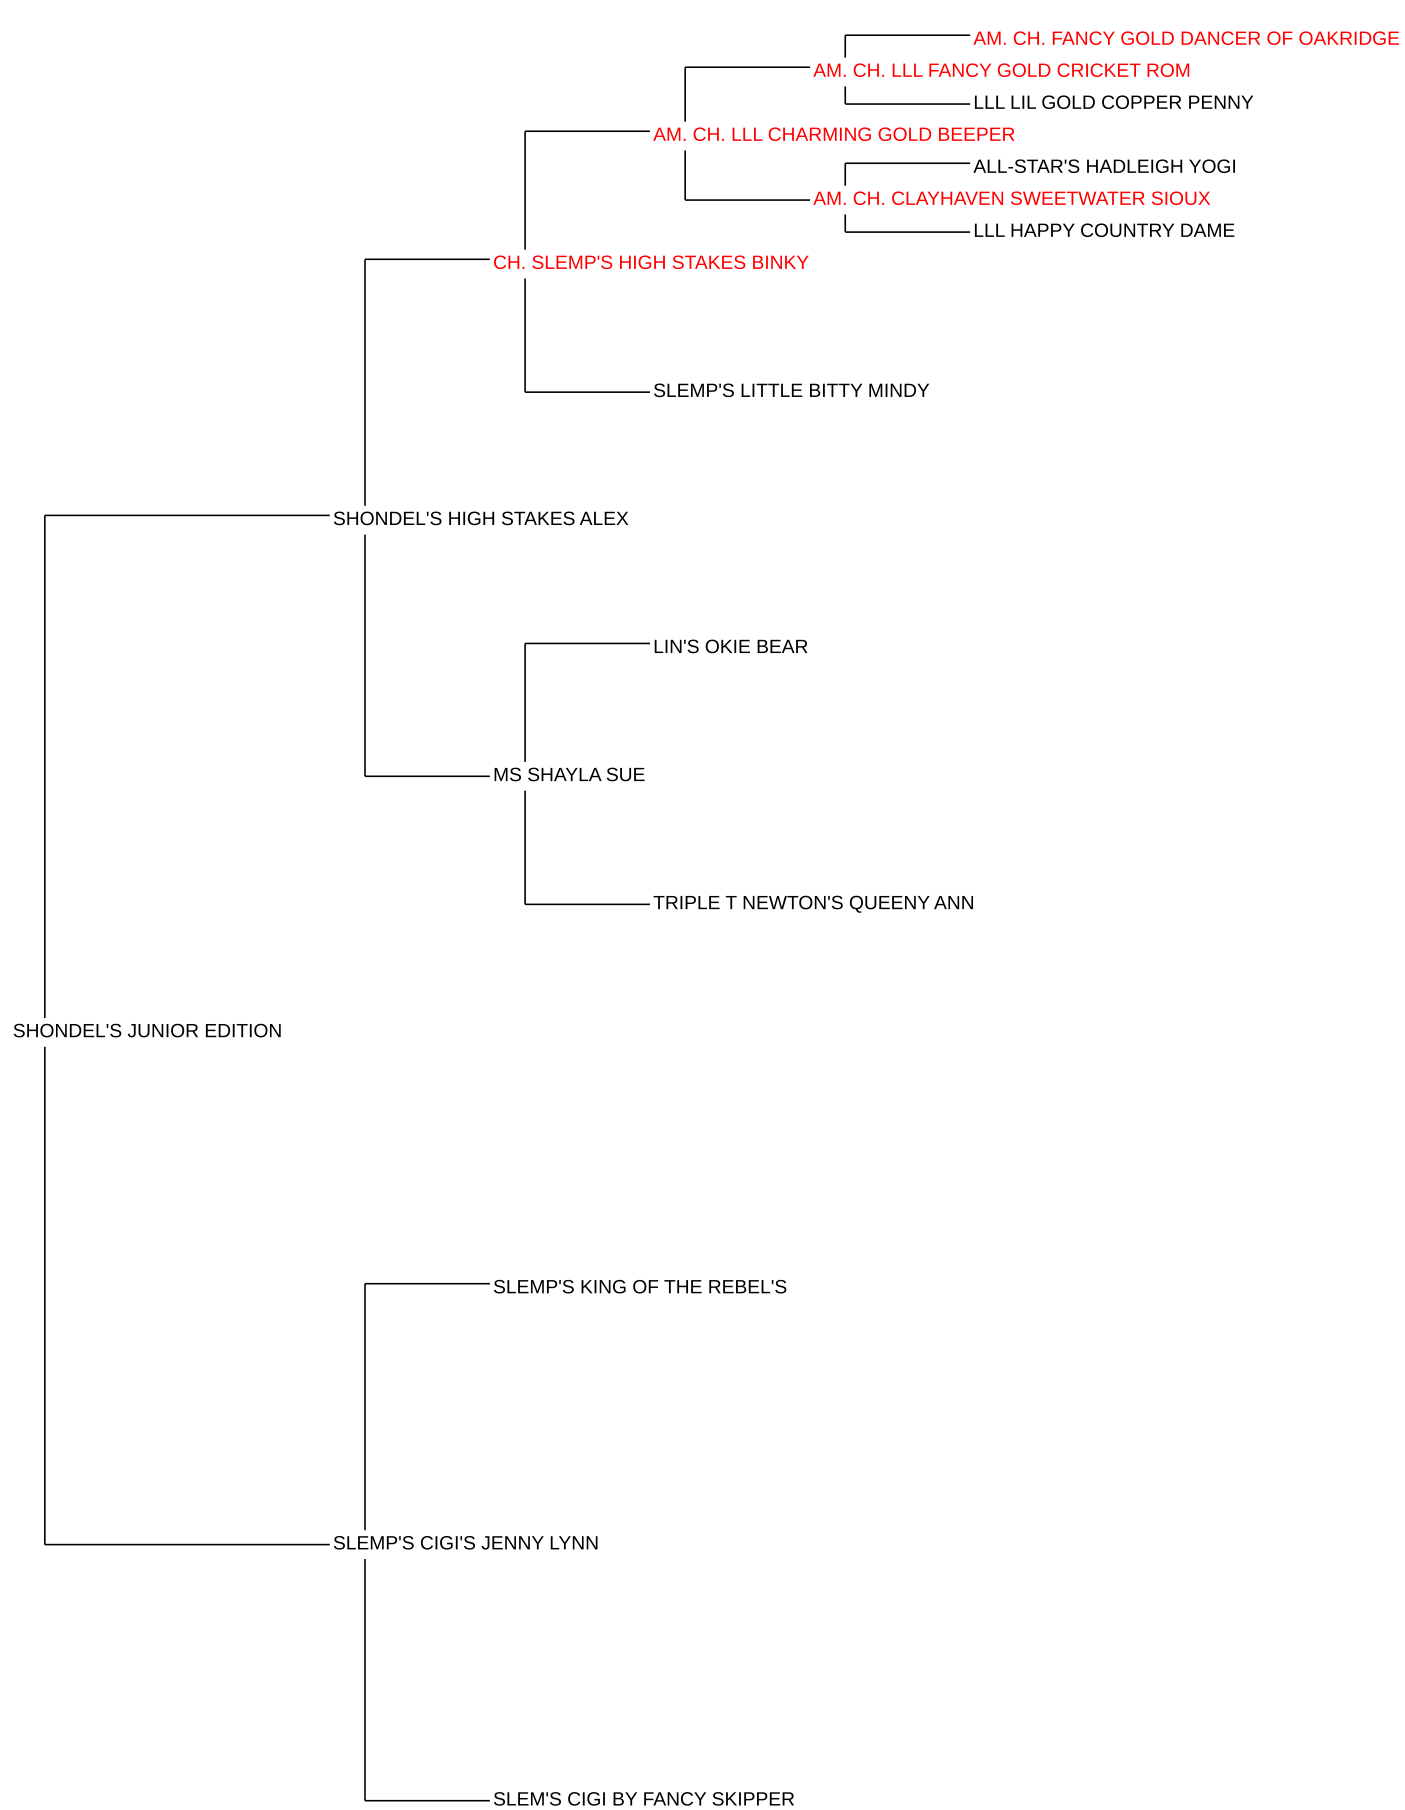 AM. CH. FANCY GOLD DANCER OF OAKRIDGE
AM. CH. LLL FANCY GOLD CRICKET ROM
LLL LIL GOLD COPPER PENNY
AM. CH. LLL CHARMING GOLD BEEPER
ALL-STAR'S HADLEIGH YOGI
AM. CH. CLAYHAVEN SWEETWATER SIOUX
LLL HAPPY COUNTRY DAME
CH. SLEMP'S HIGH STAKES BINKY
SLEMP'S LITTLE BITTY MINDY
SHONDEL'S HIGH STAKES ALEX
LIN'S OKIE BEAR
MS SHAYLA SUE
TRIPLE T NEWTON'S QUEENY ANN
SHONDEL'S JUNIOR EDITION
SLEMP'S KING OF THE REBEL'S
SLEMP'S CIGI'S JENNY LYNN
SLEM'S CIGI BY FANCY SKIPPER